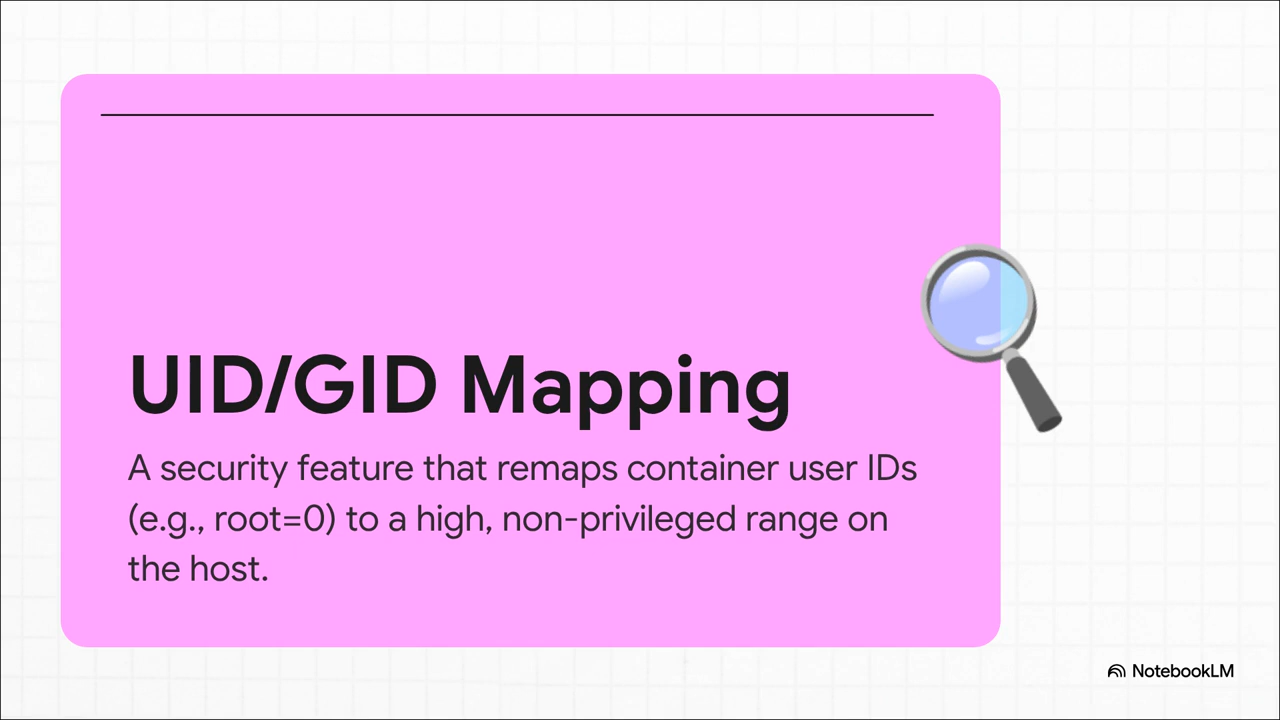 UID/GID Mapping
A security feature that remaps container user IDs
(e.g., root=0) to a high, non-privileged range on
the host.
NotebookLM